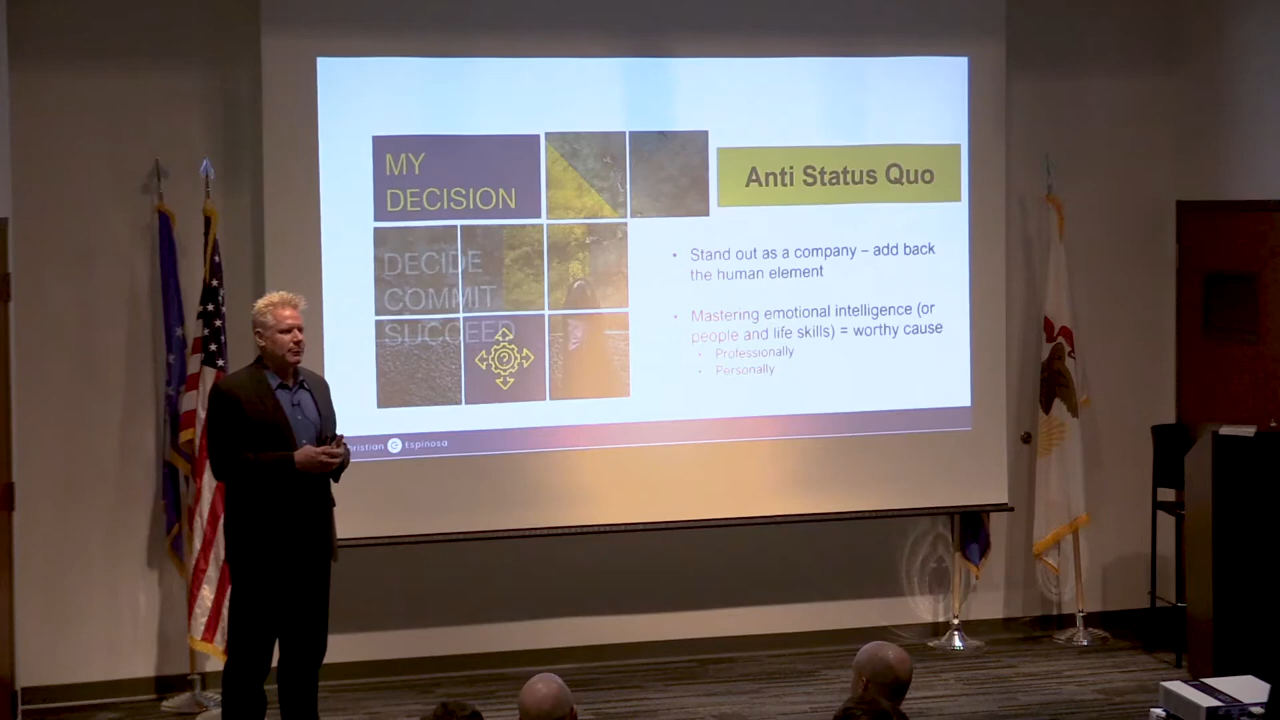 MY
DECISION
DECIDE
COMMIT
SUCCEED
Anti Status Quo
• Stand out as a company – add back
the human element
• Mastering emotional intelligence (or
people and life skills) = worthy cause
• Professionally
• Personally
Espinosa